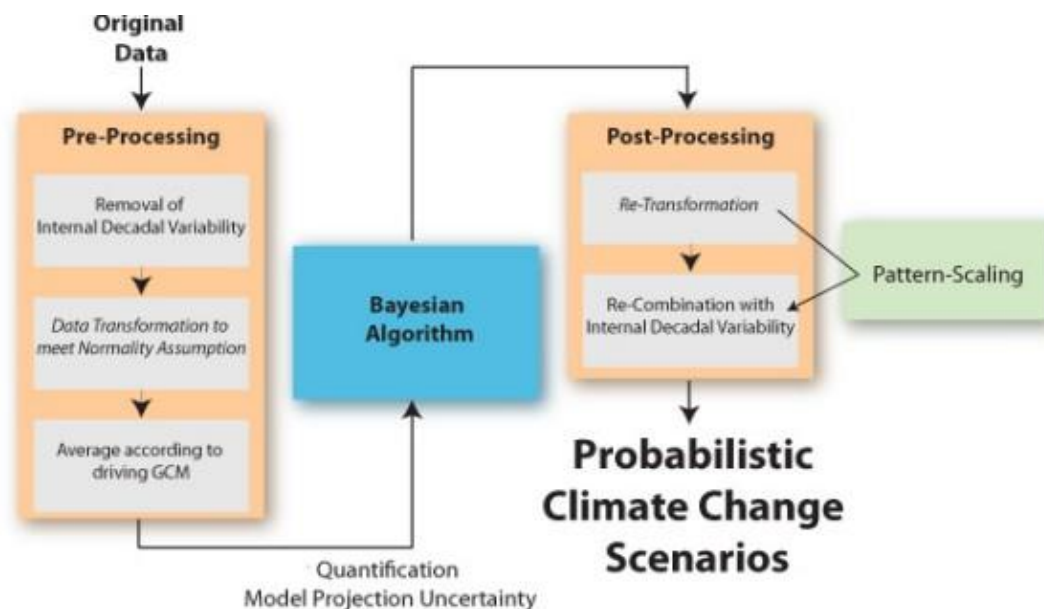 Original
Data
Pre-Processing
Removal of
Internal Decadal Variability
Data Transformation to
meet Normality Assumption
Average according to
driving GCM
Quantification
Model Projection Uncertainty
Bayesian
Algorithm
Post-Processing
Re-Transformation
Re-Combination with
Internal Decadal Variability
Pattern-Scaling
Probabilistic
Climate Change
Scenarios